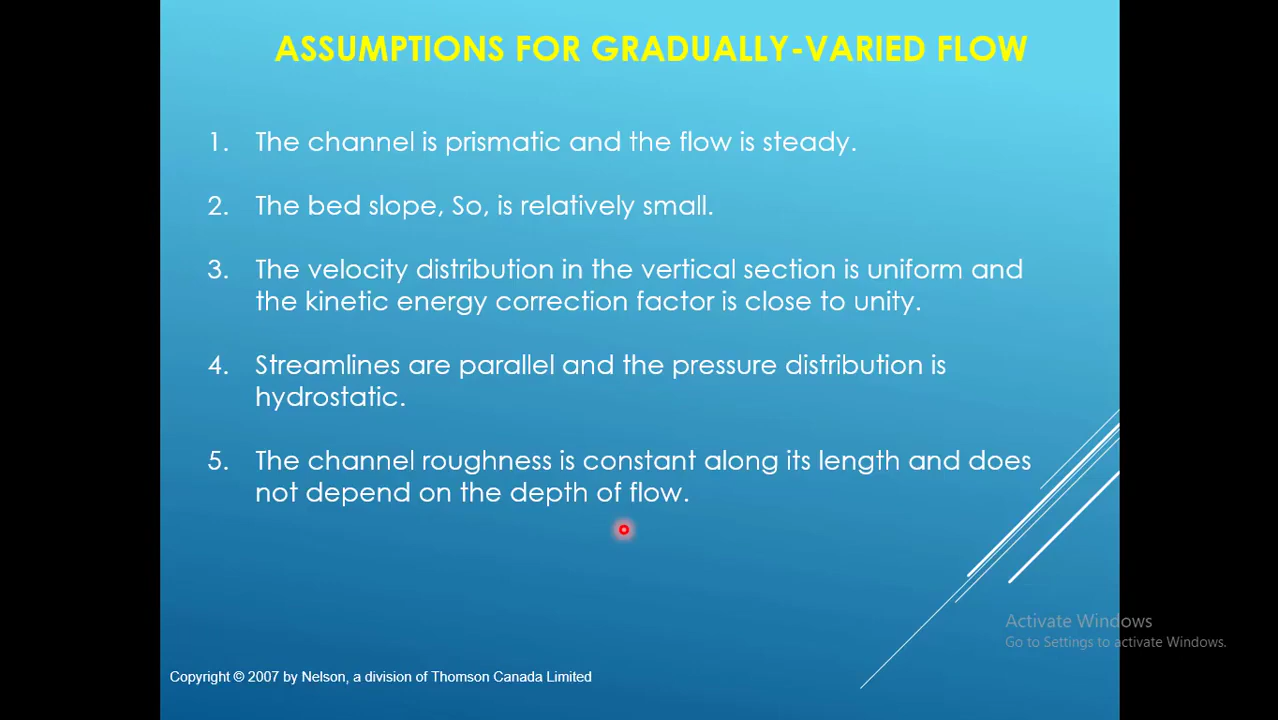 ASSUMPTIONS FOR GRADUALLY-VARIED FLOW
1. The channel is prismatic and the flow is steady.
2. The bed slope, So, is relatively small.
3. The velocity distribution in the vertical section is uniform and
the kinetic energy correction factor is close to unity.
4. Streamlines are parallel and the pressure distribution is
hydrostatic.
5. The channel roughness is constant along its length and does
not depend on the depth of flow.
Activate Windows
Go to Settings to activate Windows.
Copyright © 2007 by Nelson, a division of Thomson Canada Limited